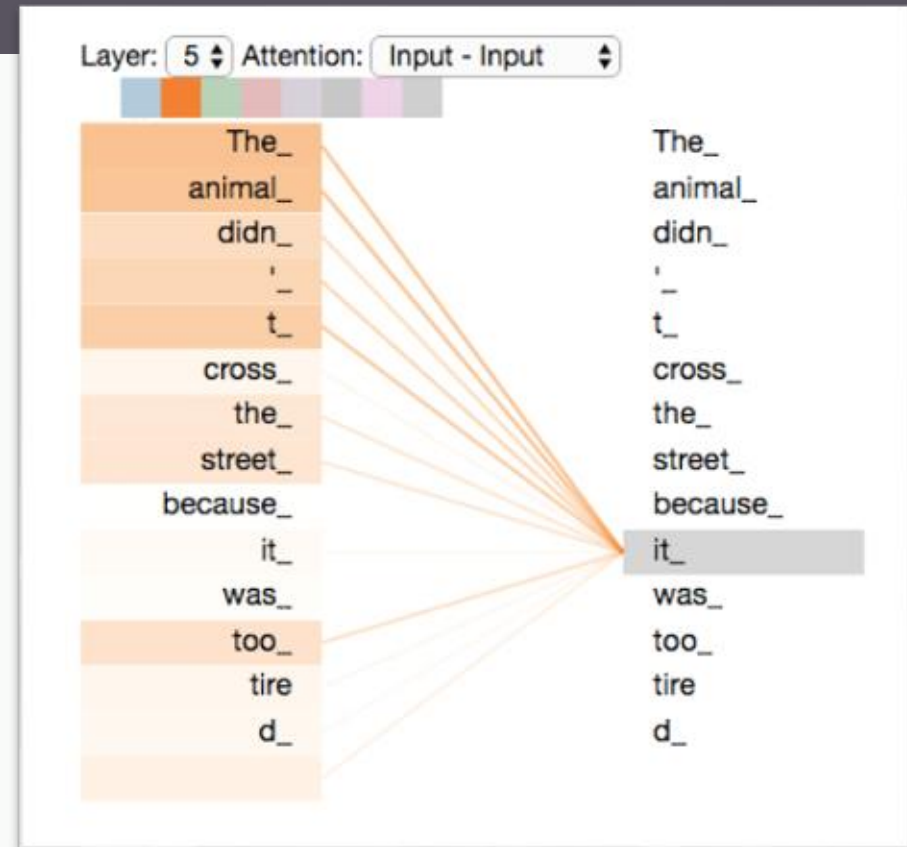 Layer: 5 Attention: Input - Input
The_ The_
animal_ animal_
didn_ didn_
'_ '_
t_ t_
cross_ cross_
the_ the_
street_ street_
because_ because_
it_ it_
was_ was_
too_ too_
tire tire
d_ d_